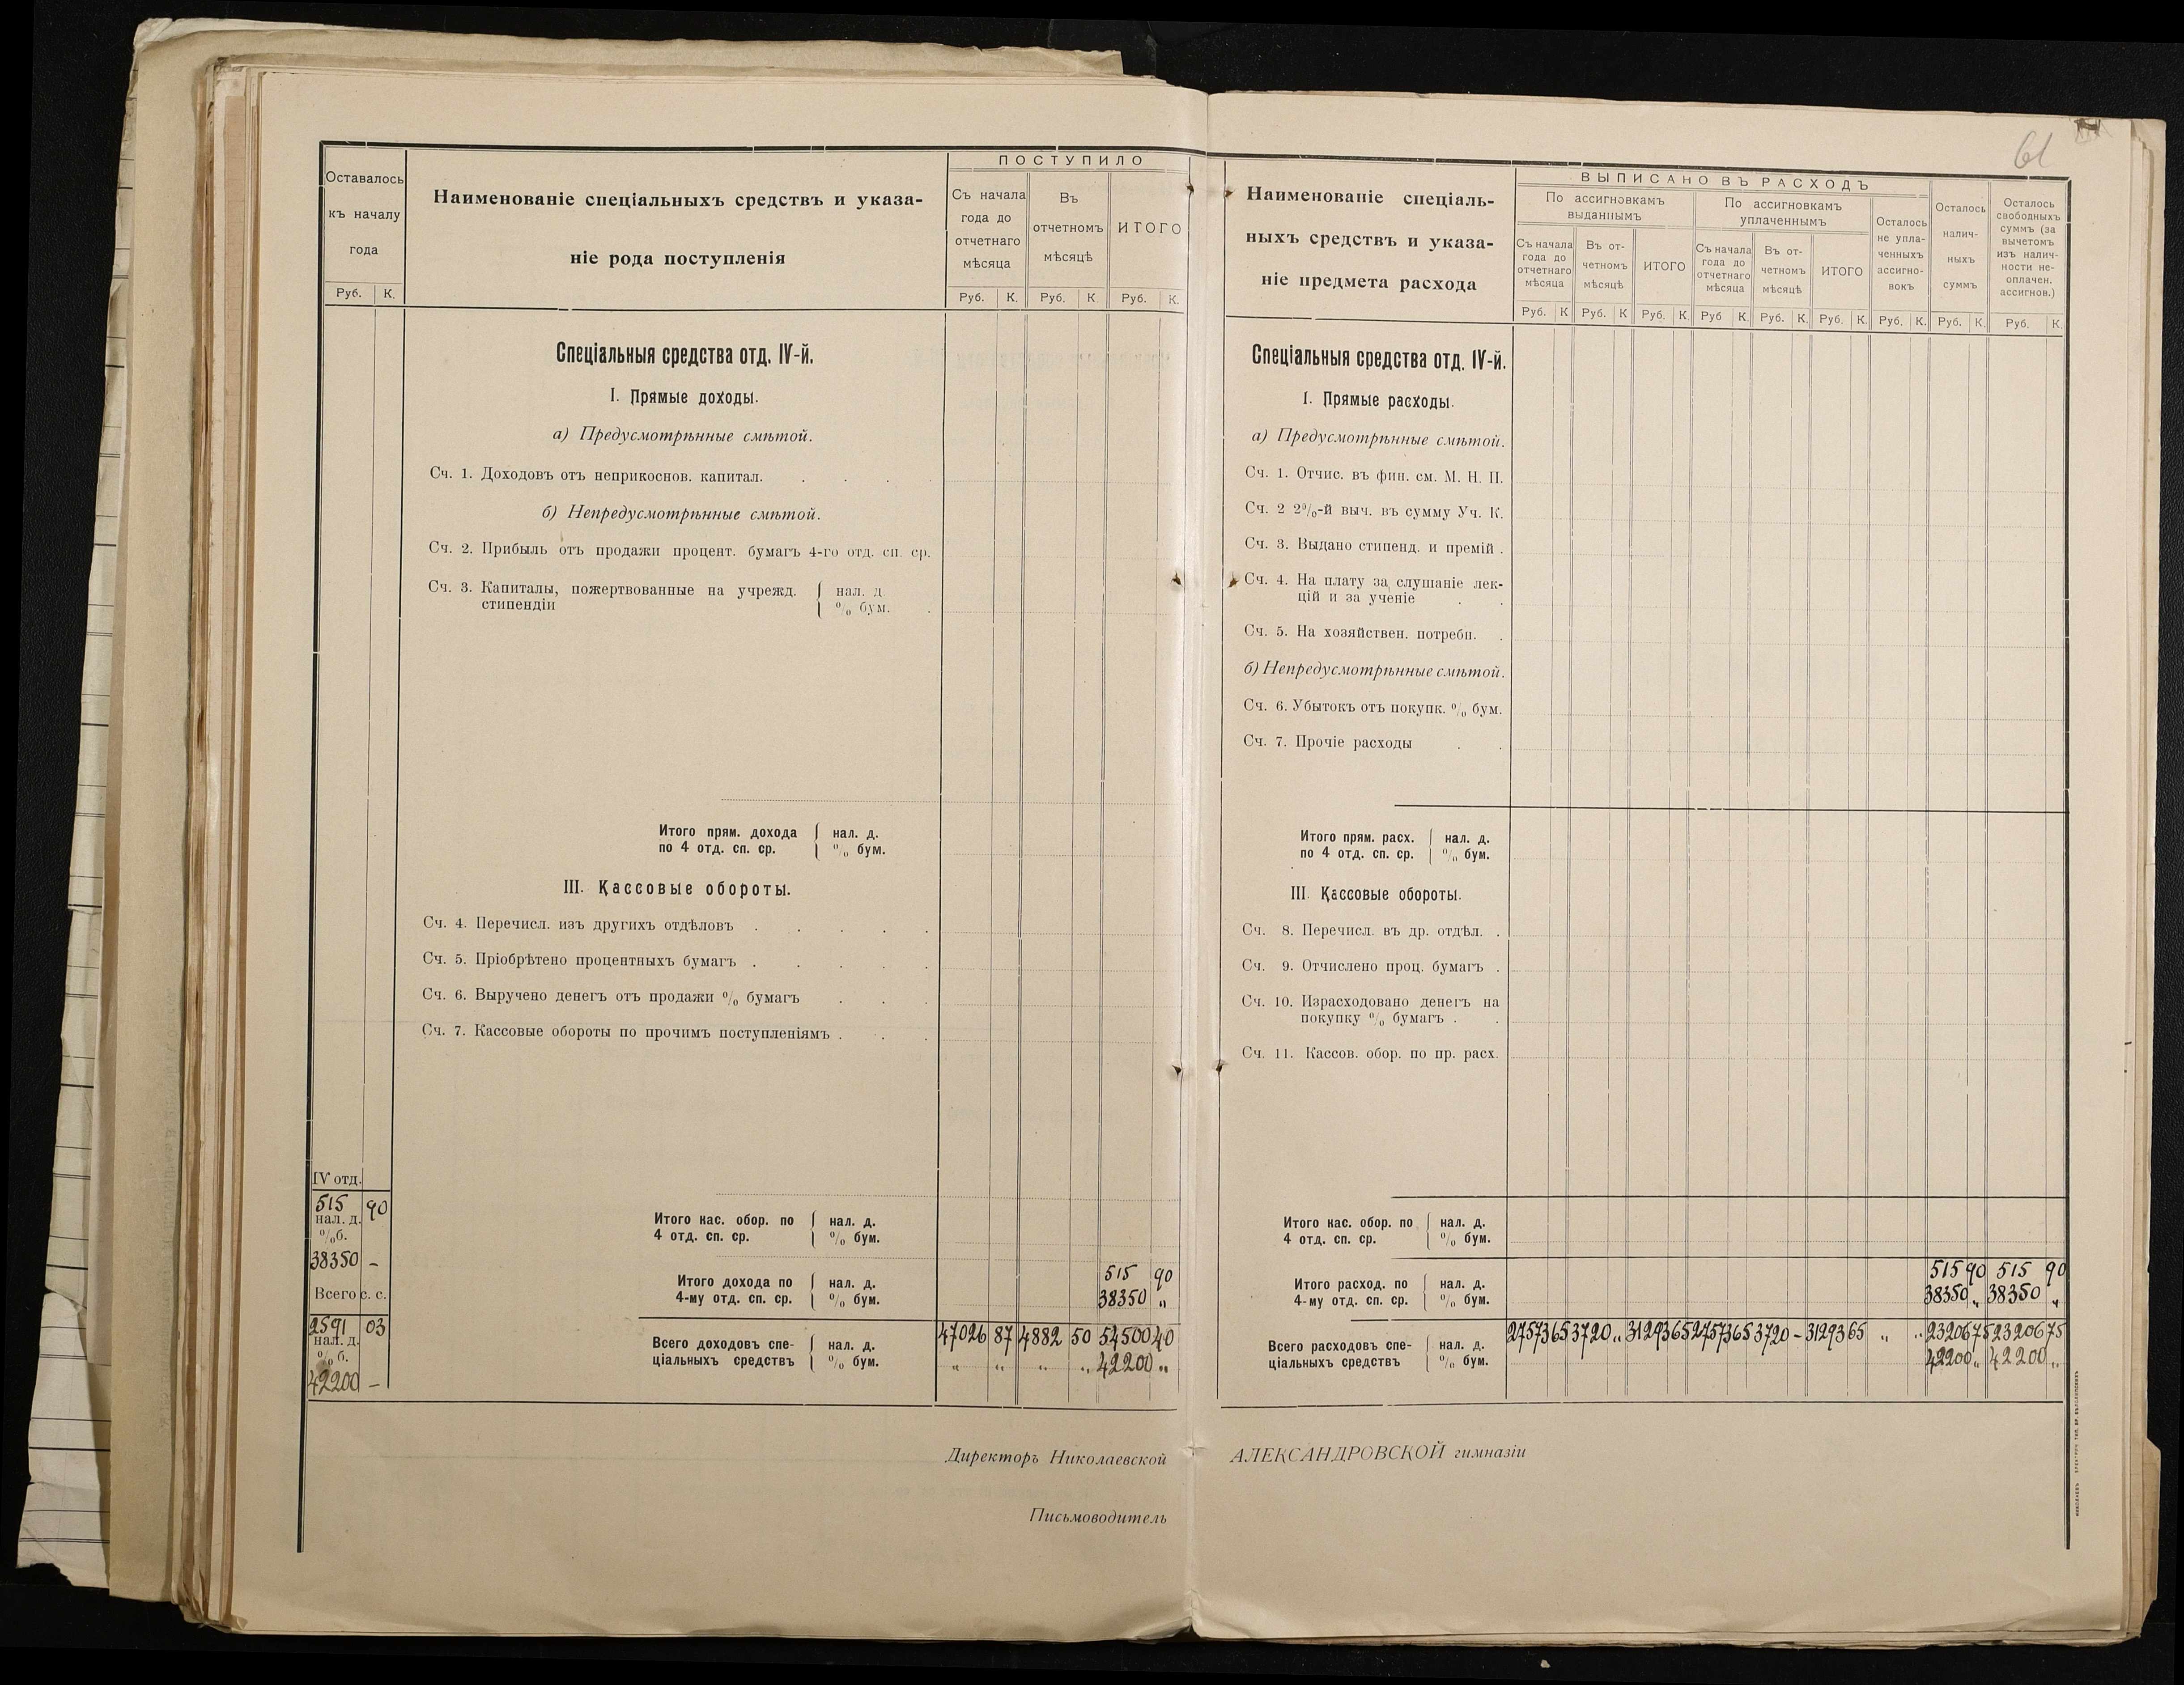 61
Оставалось
къ началу
года
Руб. К.
Наименованіе спеціальныхъ средствъ и указа-
ніе рода поступленія
ПОСТУПИЛО
Съ начала
года до
отчетнаго
мѣсяца
Въ
отчетномъ
мѣсяцѣ
ИТОГО
Руб. К. Руб. К Руб. К.
Спеціальныя средства отд. IV-й.
I. Прямые доходы.
а) Предусмотрѣнные смѣтой.
Сч. 1. Доходовъ отъ неприкоснов. капитал. . . .
б) Непредусмотрѣнные смѣтой.
Сч. 2. Прибыль отъ продажи процент. бумагъ 4-го отд. сп. ср.
Сч. 3. Капиталы, пожертвованные на учрежд. { нал. д.
стипендіи { % бум. .
Итого прям. дохода { нал. д.
по 4 отд. сп. ср. { % бум.
III. Кассовые обороты.
Сч. 4. Перечисл. изъ другихъ отдѣловъ . . . . .
Сч. 5. Пріобрѣтено процентныхъ бумагъ . . . . .
Сч. 6. Выручено денегъ отъ продажи % бумагъ . . .
Сч. 7. Кассовые обороты по прочимъ поступленіямъ . . .
IV отд.
515 90
нал. д.
% б.
38350 –
Всего с. с.
2591 03
нал. д.
% б.
42200 –
Итого кас. обор. по { нал. д.
4 отд. сп. ср. { % бум.
Итого дохода по { нал. д. 515 90
4-му отд. сп. ср. { % бум. 38350 „
Всего доходовъ спе- { нал. д. 47026 87 4882 50 54500 40
ціальныхъ средствъ { % бум. „ „ „ „ 42200 „
Директоръ Николаевской
Письмоводитель
Наименованіе спеціаль-
ныхъ средствъ и указа-
ніе предмета расхода
ВЫПИСАНО ВЪ РАСХОДЪ
По ассигновкамъ
выданнымъ
По ассигновкамъ
уплаченнымъ
Съ начала
года до
отчетнаго
мѣсяца
Въ от-
четномъ
мѣсяцѣ
ИТОГО
Съ начала
года до
отчетнаго
мѣсяца
Въ от-
четномъ
мѣсяцѣ
ИТОГО
Осталось
не упла-
ченныхъ
ассигно-
вокъ
Осталось
налич-
ныхъ
суммъ
Осталось
свободныхъ
суммъ (за
вычетомъ
изъ налич-
ности не-
оплачен.
ассигнов.)
Руб. К Руб. К Руб. К. Руб К. Руб. К. Руб. К. Руб. К. Руб. К. Руб. К.
Спеціальныя средства отд. IV-й.
I. Прямые расходы.
а) Предусмотрѣнные смѣтой.
Сч. 1. Отчис. въ фин. см. М. Н. П.
Сч. 2 2%-й выч. въ сумму Уч. К.
Сч. 3. Выдано стипенд. и премій .
Сч. 4. На плату за слушаніе лек-
цій и за ученіе . .
Сч. 5. На хозяйствен. потребн. .
б) Непредусмотрѣнные смѣтой.
Сч. 6. Убытокъ отъ покупк. % бум.
Сч. 7. Прочіе расходы . .
Итого прям. расх. { нал. д.
по 4 отд. сп. ср. { % бум.
III. Кассовые обороты.
Сч. 8. Перечисл. въ др. отдѣл. .
Сч. 9. Отчислено проц. бумагъ .
Сч. 10. Израсходовано денегъ на
покупку % бумагъ . .
Сч. 11. Кассов. обор. по пр. расх.
Итого кас. обор. по { нал. д.
4 отд. сп. ср. { % бум.
Итого расход. по { нал. д. 515 90 515 90
4-му отд. сп. ср. { % бум. 38350 „ 38350 „
Всего расходовъ спе- { нал. д. 27573 65 3720 „ 31293 65 27573 65 3720 – 31293 65 „ „ 23206 75 23206 75
ціальныхъ средствъ { % бум. 42200 „ 42200 „
АЛЕКСАНДРОВСКОЙ гимназіи